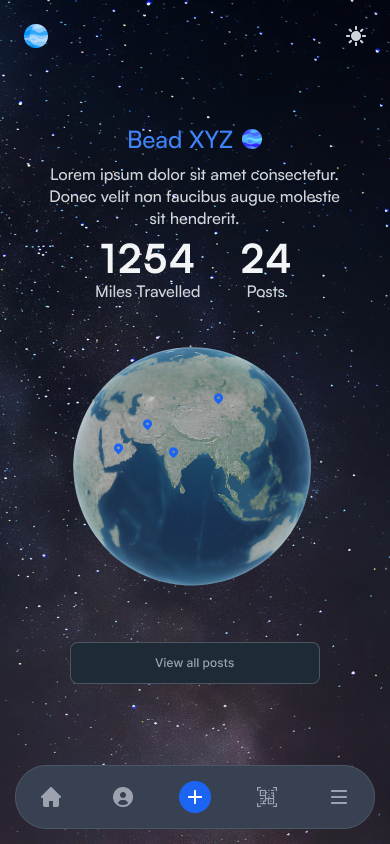 Bead XYZ
Lorem ipsum dolor sit amet consectetur.
Donec velit non faucibus augue molestie
sit hendrerit.
1254 24
Miles Travelled Posts
View all posts